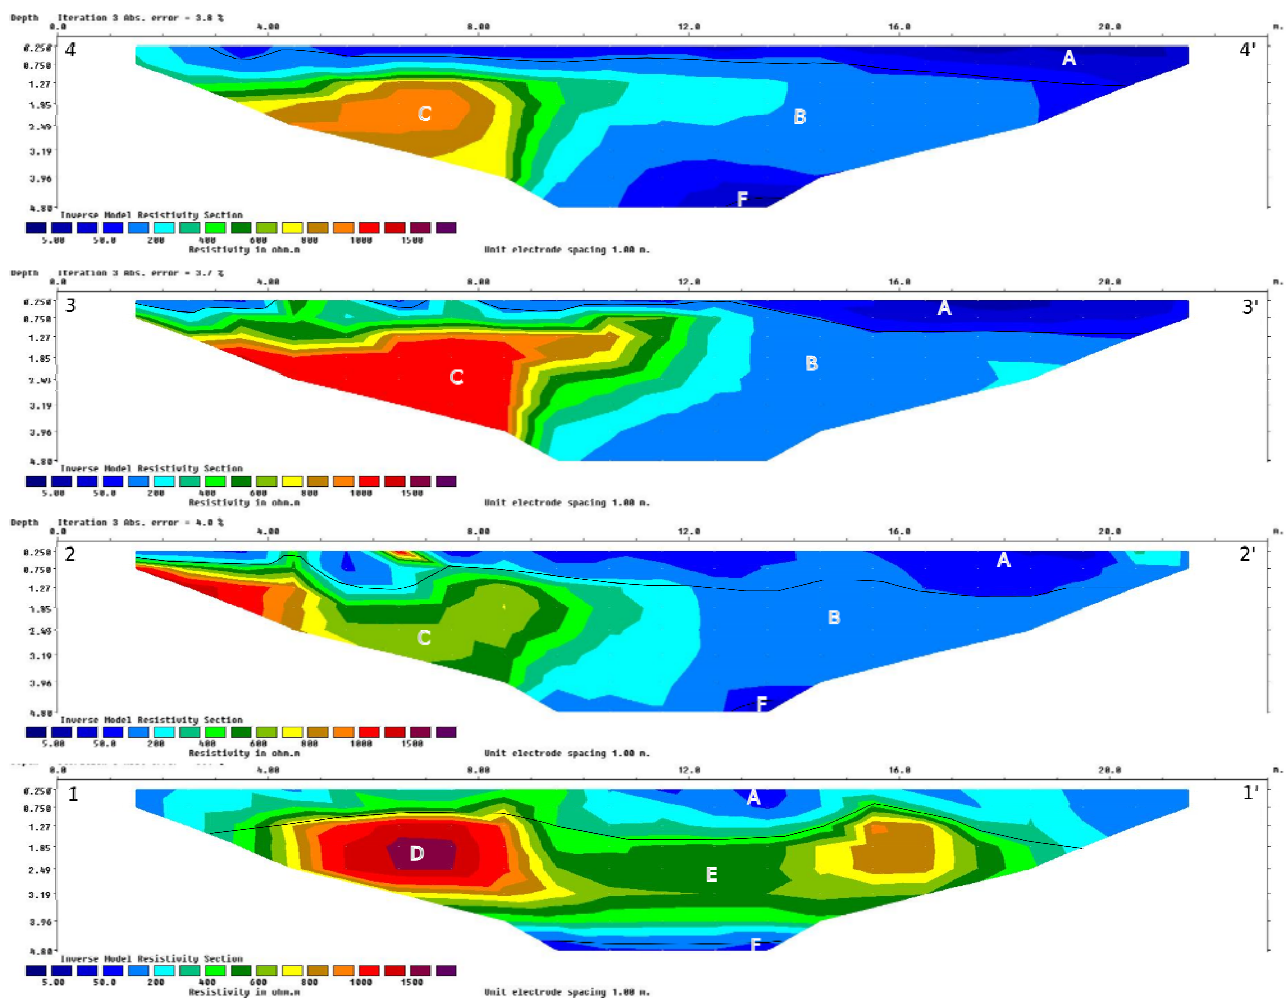 Depth Iteration 3 Abs. error = 3.8 %
0.0 4.00 8.00 12.0 16.0 20.0 m.
4 4'
0.250
0.750
1.27
1.85
2.49
3.19
3.96
4.80
A
C B
F
Inverse Model Resistivity Section
5.00 50.0 200 400 600 800 1000 1500
Resistivity in ohm.m Unit electrode spacing 1.00 m.
Depth Iteration 3 Abs. error = 3.7 %
0.0 4.00 8.00 12.0 16.0 20.0 m.
3 3'
0.250
0.750
1.27
1.85
2.49
3.19
3.96
4.80
A
B
C
Inverse Model Resistivity Section
5.00 50.0 200 400 600 800 1000 1500
Resistivity in ohm.m Unit electrode spacing 1.00 m.
Depth Iteration 3 Abs. error = 4.0 %
0.0 4.00 8.00 12.0 16.0 20.0 m.
2 2'
0.250
0.750
1.27
1.85
2.49
3.19
3.96
4.80
A
B
C
F
Inverse Model Resistivity Section
5.00 50.0 200 400 600 800 1000 1500
Resistivity in ohm.m Unit electrode spacing 1.00 m.
Depth
0.0 4.00 8.00 12.0 16.0 20.0 m.
1 1'
0.250
0.750
1.27
1.85
2.49
3.19
3.96
4.80
A
D
E
F
Inverse Model Resistivity Section
5.00 50.0 200 400 600 800 1000 1500
Resistivity in ohm.m Unit electrode spacing 1.00 m.